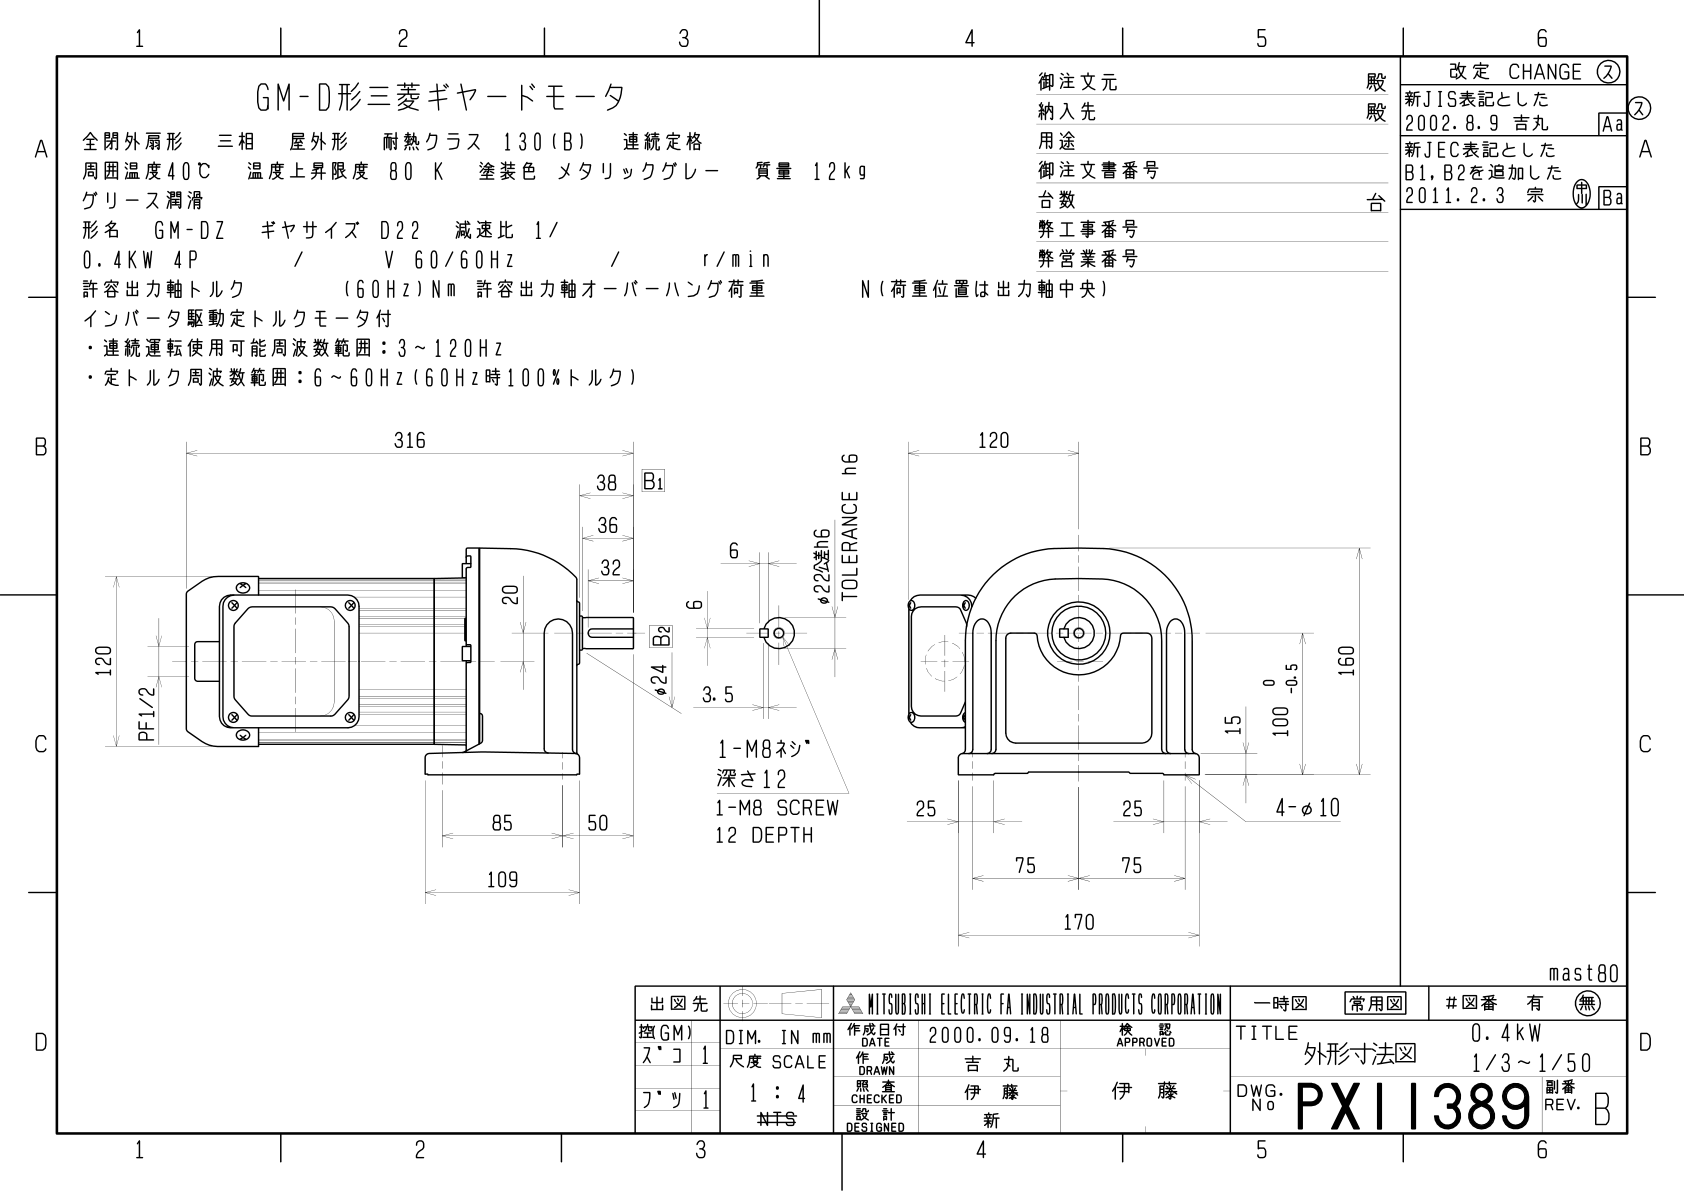 1 2 3 4 5 6
GM-D形三菱ギヤードモータ
全閉外扇形 三相 屋外形 耐熱クラス 130(B) 連続定格
周囲温度40℃ 温度上昇限度 80 K 塗装色 メタリックグレー 質量 12kg
グリース潤滑
形名 GM-DZ ギヤサイズ D22 減速比 1/
0.4KW 4P / V 60/60Hz / r/min
許容出力軸トルク (60Hz)Nm 許容出力軸オーバーハング荷重 N(荷重位置は出力軸中央)
インバータ駆動定トルクモータ付
・連続運転使用可能周波数範囲：3～120Hz
・定トルク周波数範囲：6～60Hz(60Hz時100%トルク)
御注文元 殿
納入先 殿
用途
御注文書番号
台数 台
弊工事番号
弊営業番号
改定 CHANGE ス
新JIS表記とした
2002.8.9 吉丸 Aa
ス
新JEC表記とした
B1,B2を追加した
2011.2.3 宗 Ba
A
A
B
B
C
C
D
D
316
38
B1
36
32
20
B2
φ24
120
PF1/2
85
50
109
6
6
3.5
φ22公差h6
TOLERANCE h6
1-M8ネジ
深さ12
1-M8 SCREW
12 DEPTH
120
160
0
100 -0.5
15
25
25
4-φ10
75
75
170
mast80
出図先
控(GM)
スﾞコ 1
フﾞツ 1
DIM. IN mm
尺度 SCALE
1 : 4
NTS
MITSUBISHI ELECTRIC FA INDUSTRIAL PRODUCTS CORPORATION
作成日付
DATE
2000.09.18
検 認
APPROVED
作 成
DRAWN
吉 丸
照 査
CHECKED
伊 藤
伊 藤
設 計
DESIGNED
新
一時図 常用図 #図番 有 無
TITLE
外形寸法図
0.4kW
1/3～1/50
DWG.
No
PX11389
副番
REV.
B
1 2 3 4 5 6